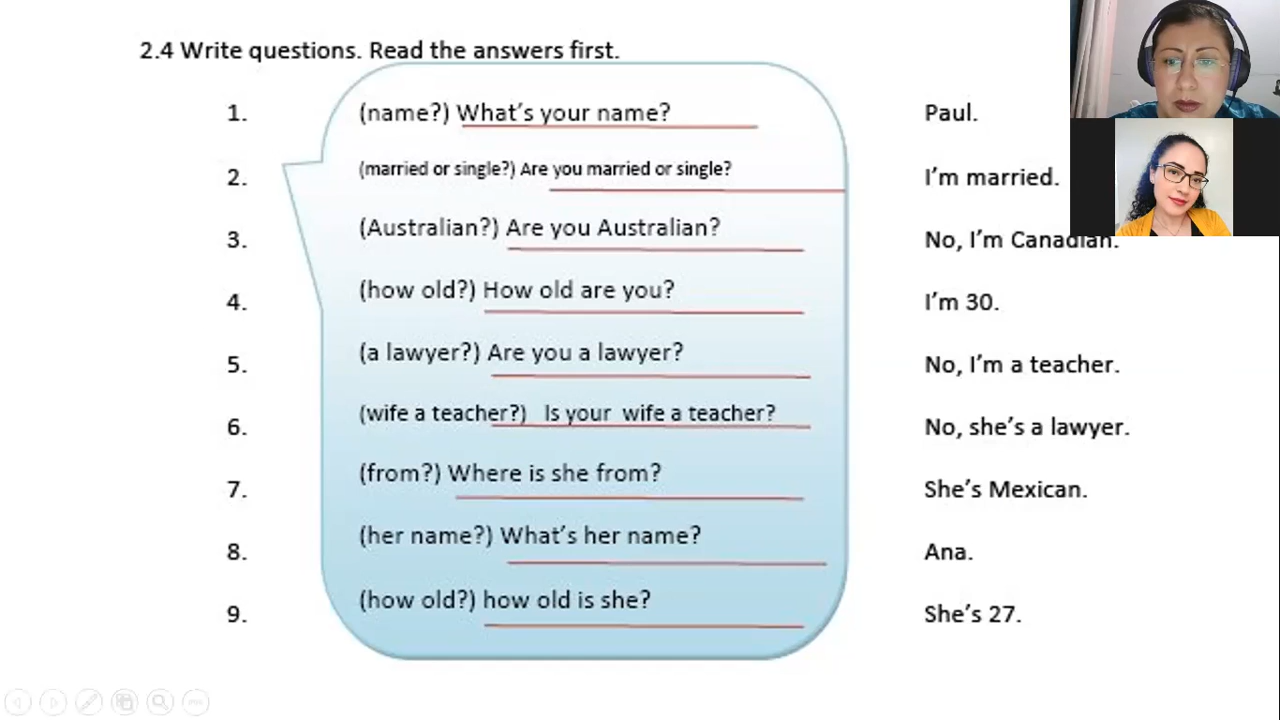 2.4 Write questions. Read the answers first.
1. (name?) What's your name? Paul.
2. (married or single?) Are you married or single? I'm married.
3. (Australian?) Are you Australian? No, I'm Canadian.
4. (how old?) How old are you? I'm 30.
5. (a lawyer?) Are you a lawyer? No, I'm a teacher.
6. (wife a teacher?) Is your wife a teacher? No, she's a lawyer.
7. (from?) Where is she from? She's Mexican.
8. (her name?) What's her name? Ana.
9. (how old?) how old is she? She's 27.